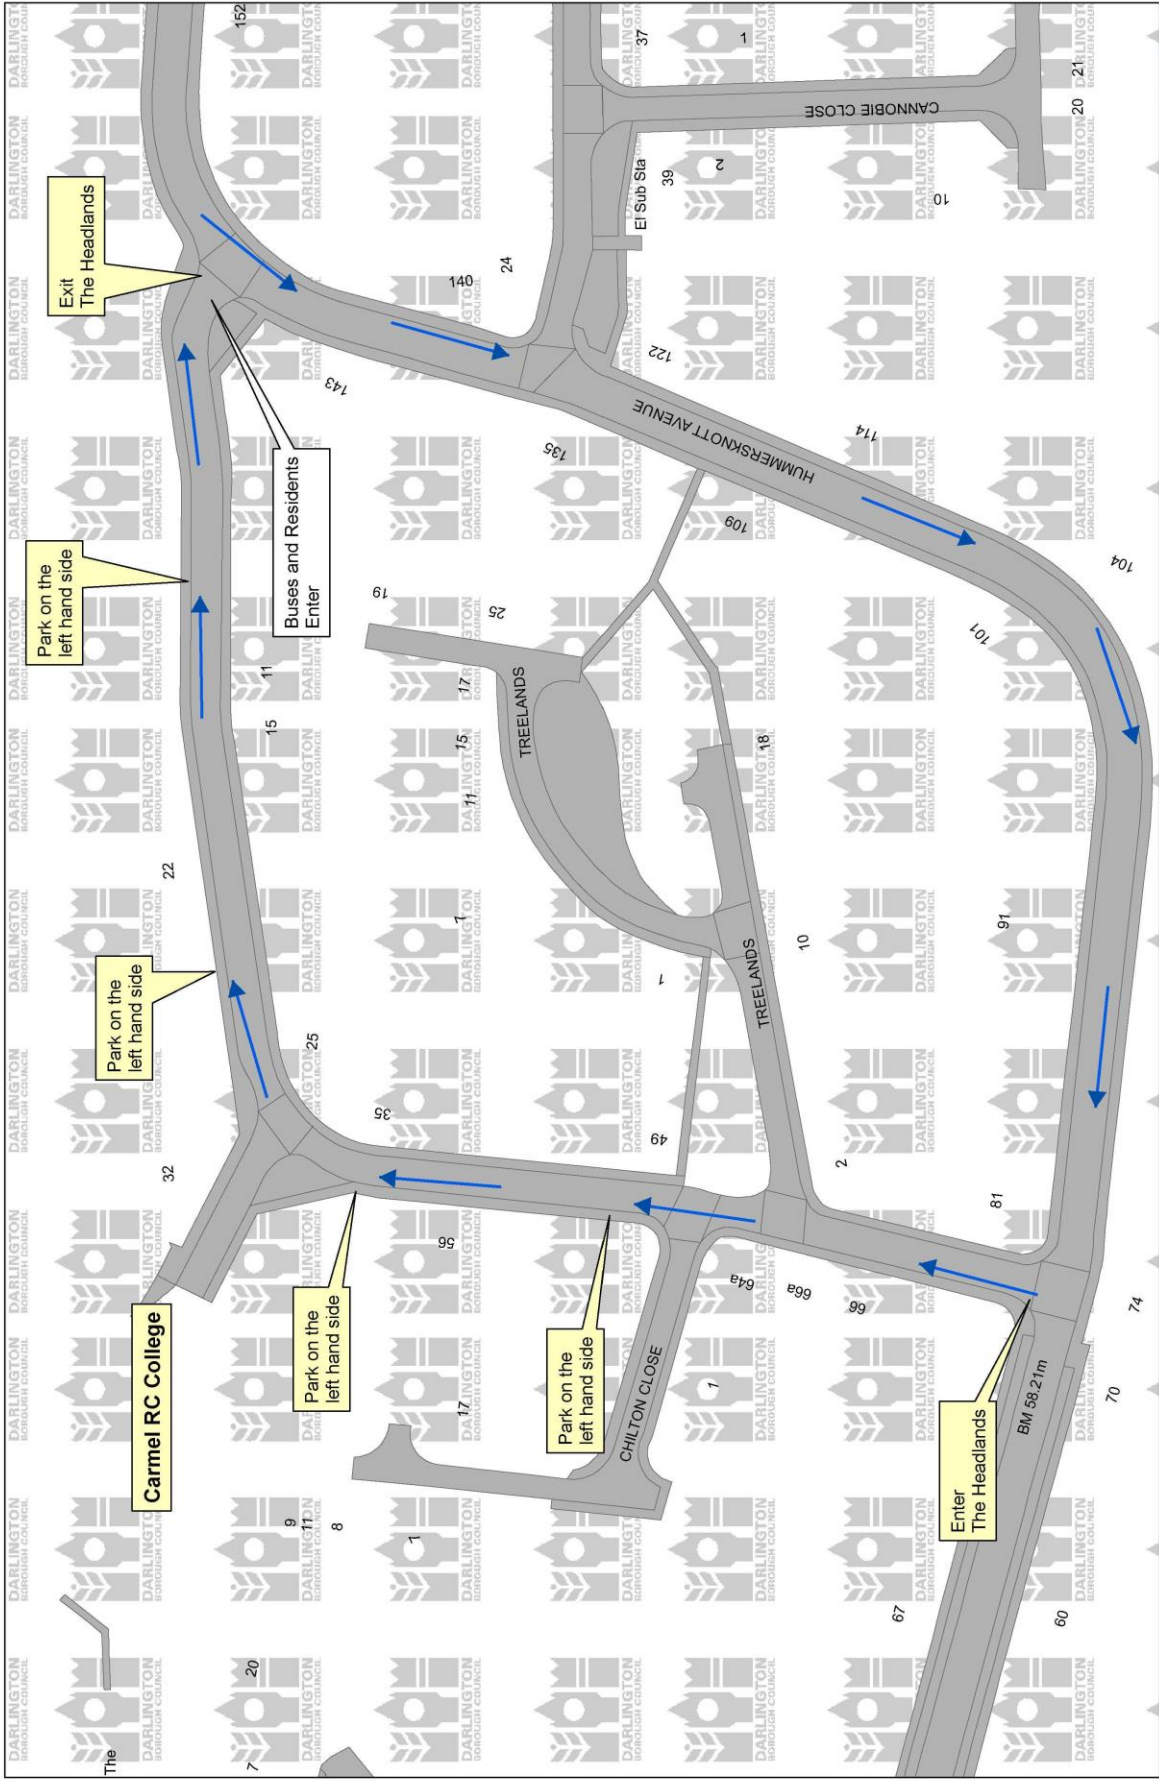 152
37
1
CANNOBIE CLOSE
21
20
2
39
El Sub Sta
10
Exit
The Headlands
140
24
143
122
HUMMERSKNOTT AVENUE
114
135
109
104
101
Buses and Residents
Enter
Park on the
left hand side
19
25
11
15
17
15
11
7
1
TREELANDS
18
TREELANDS
10
91
22
Park on the
left hand side
25
35
49
2
81
32
Carmel RC College
56
Park on the
left hand side
64a
66a
66
74
Park on the
left hand side
CHILTON CLOSE
1
17
70
BM 58.21m
Enter
The Headlands
9
11
8
7
67
60
20
The
7
DARLINGTON
BOROUGH COUNCIL